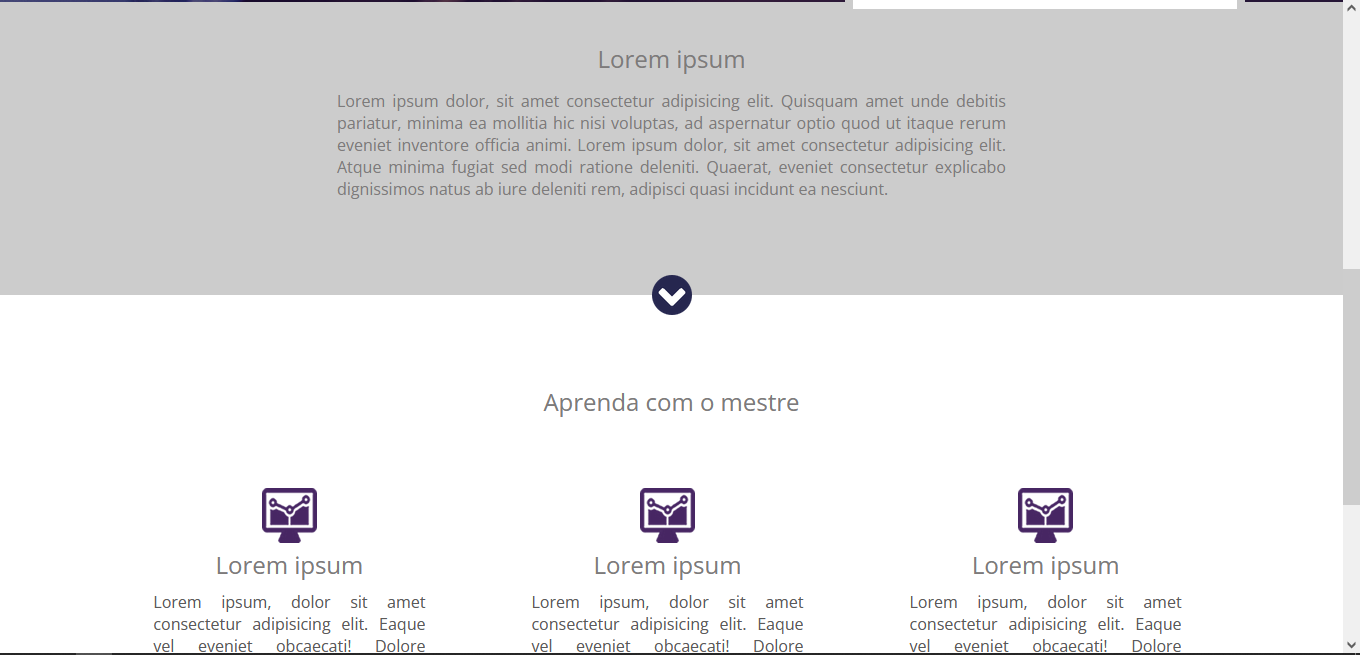 Lorem ipsum
Lorem ipsum dolor, sit amet consectetur adipisicing elit. Quisquam amet unde debitis
pariatur, minima ea mollitia hic nisi voluptas, ad aspernatur optio quod ut itaque rerum
eveniet inventore officia animi. Lorem ipsum dolor, sit amet consectetur adipisicing elit.
Atque minima fugiat sed modi ratione deleniti. Quaerat, eveniet consectetur explicabo
dignissimos natus ab iure deleniti rem, adipisci quasi incidunt ea nesciunt.
Aprenda com o mestre
Lorem ipsum
Lorem ipsum, dolor sit amet
consectetur adipisicing elit. Eaque
vel eveniet obcaecati! Dolore
Lorem ipsum
Lorem ipsum, dolor sit amet
consectetur adipisicing elit. Eaque
vel eveniet obcaecati! Dolore
Lorem ipsum
Lorem ipsum, dolor sit amet
consectetur adipisicing elit. Eaque
vel eveniet obcaecati! Dolore